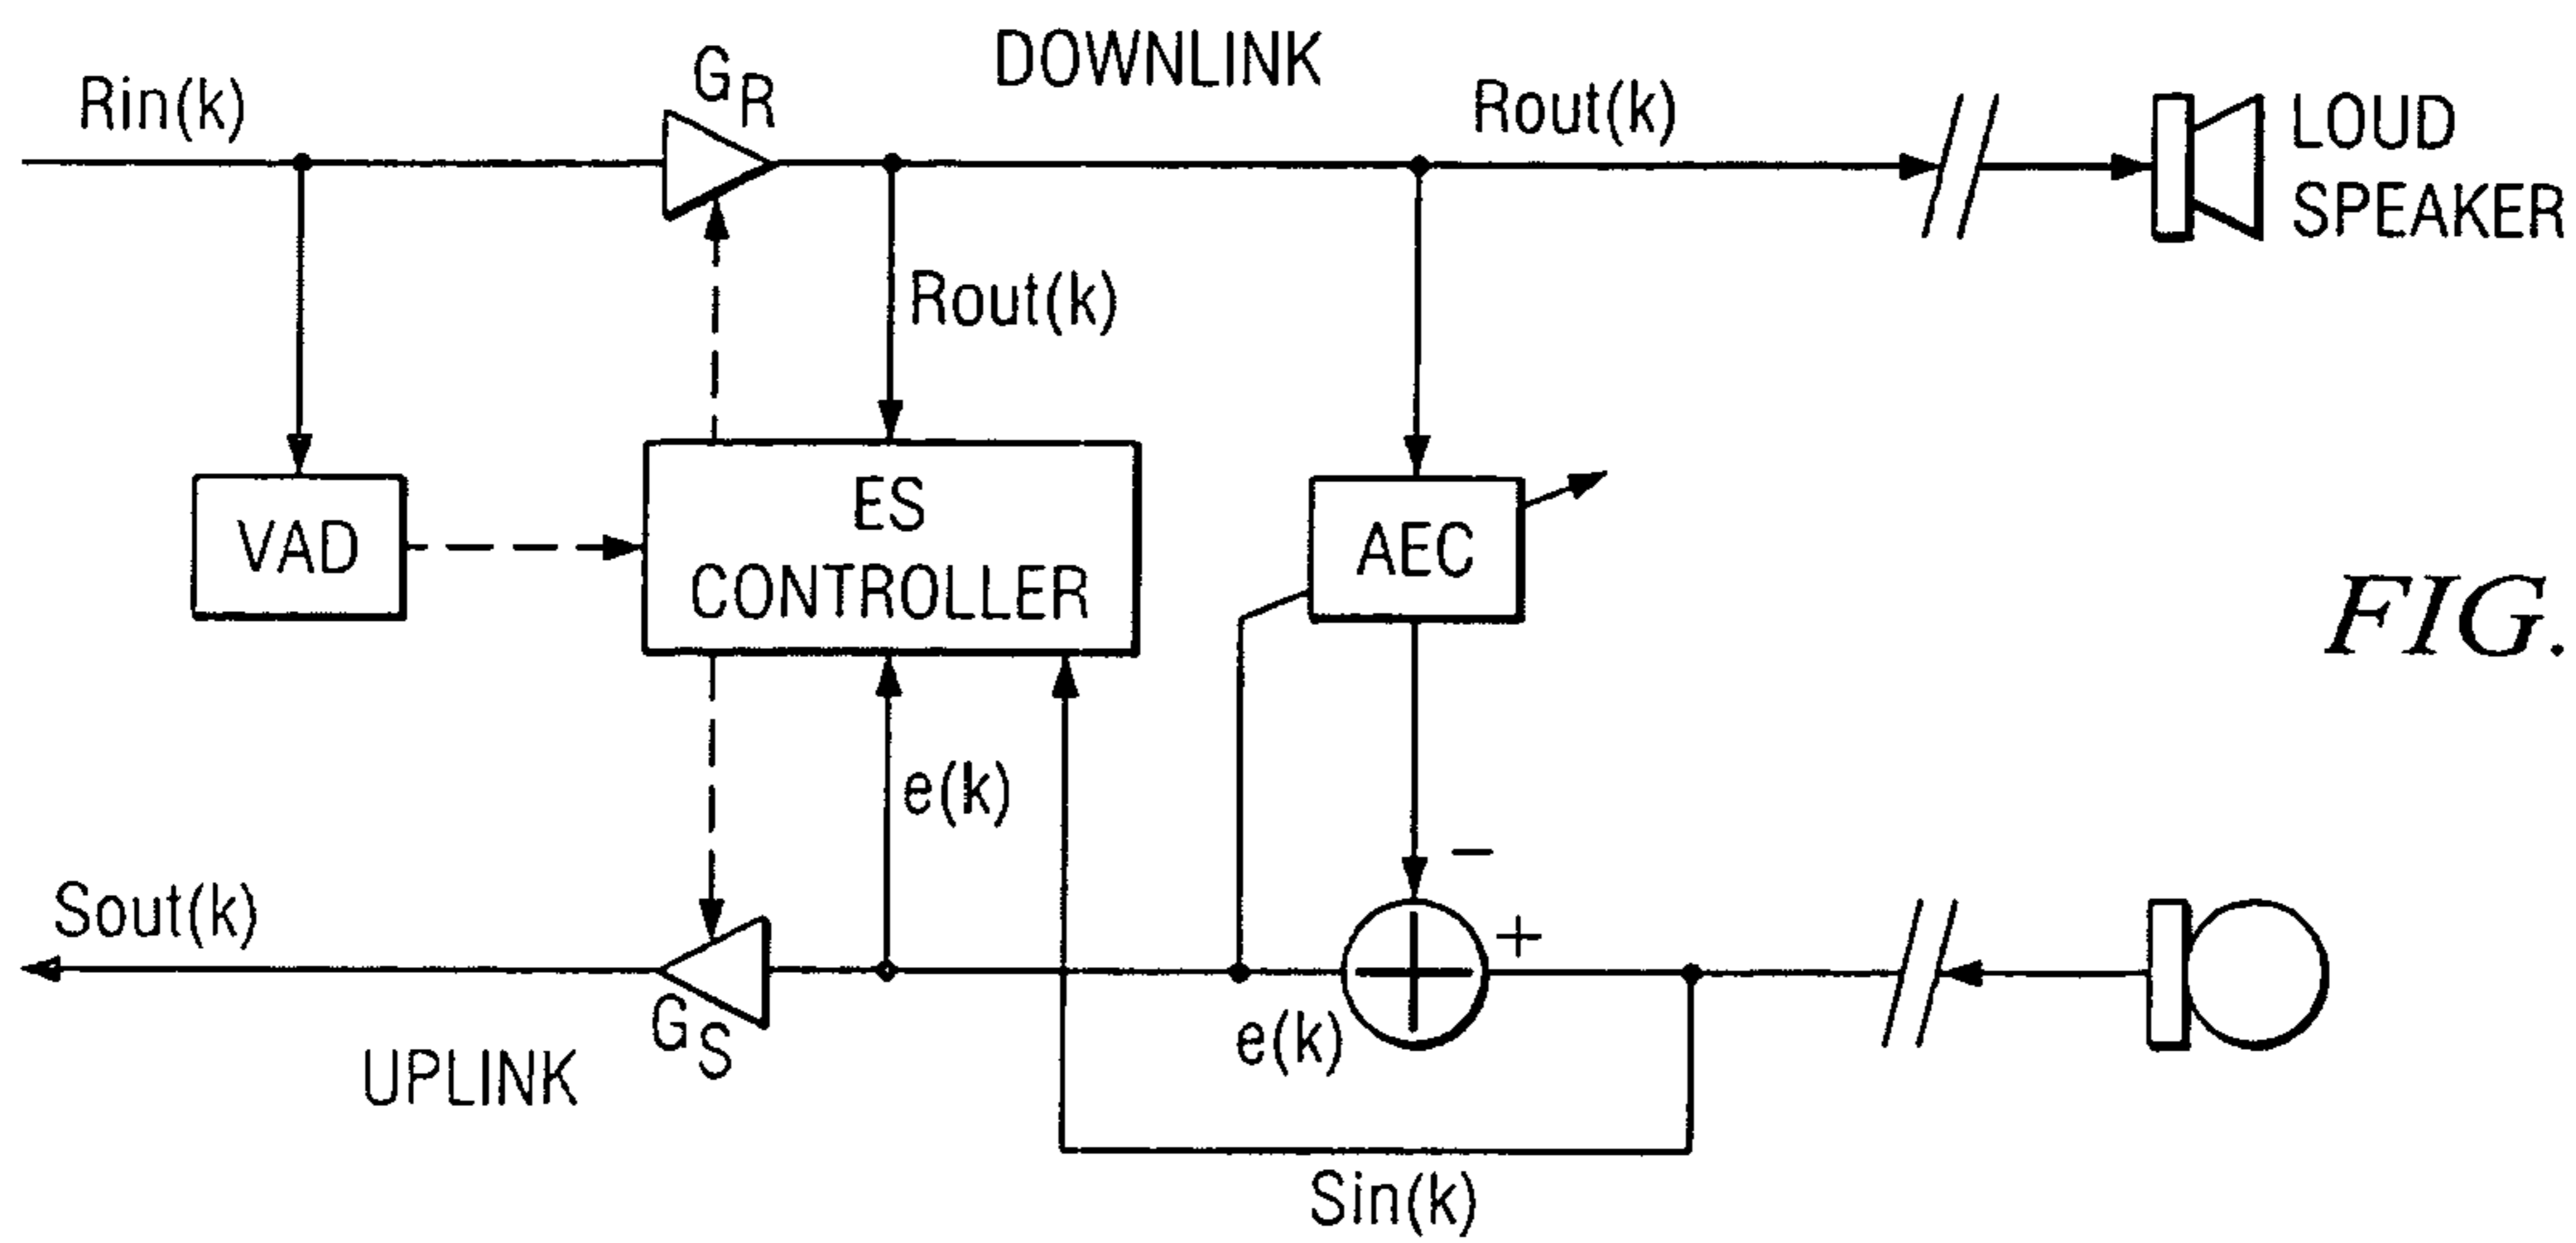 DOWNLINK
Rin(k)
GR
Rout(k)
LOUD
SPEAKER
Rout(k)
VAD
ES
CONTROLLER
AEC
FIG.
e(k)
−
+
Sout(k)
GS
e(k)
UPLINK
Sin(k)